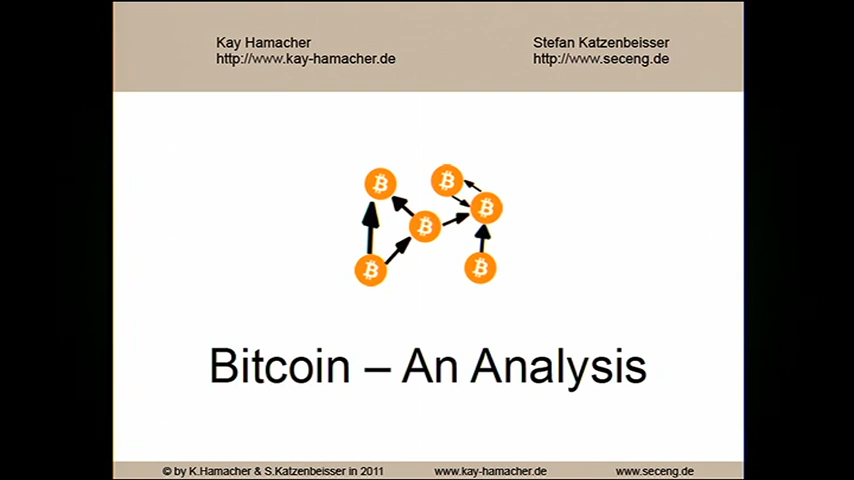 Kay Hamacher
http://www.kay-hamacher.de
Stefan Katzenbeisser
http://www.seceng.de
Bitcoin – An Analysis
© by K.Hamacher & S.Katzenbeisser in 2011
www.kay-hamacher.de
www.seceng.de